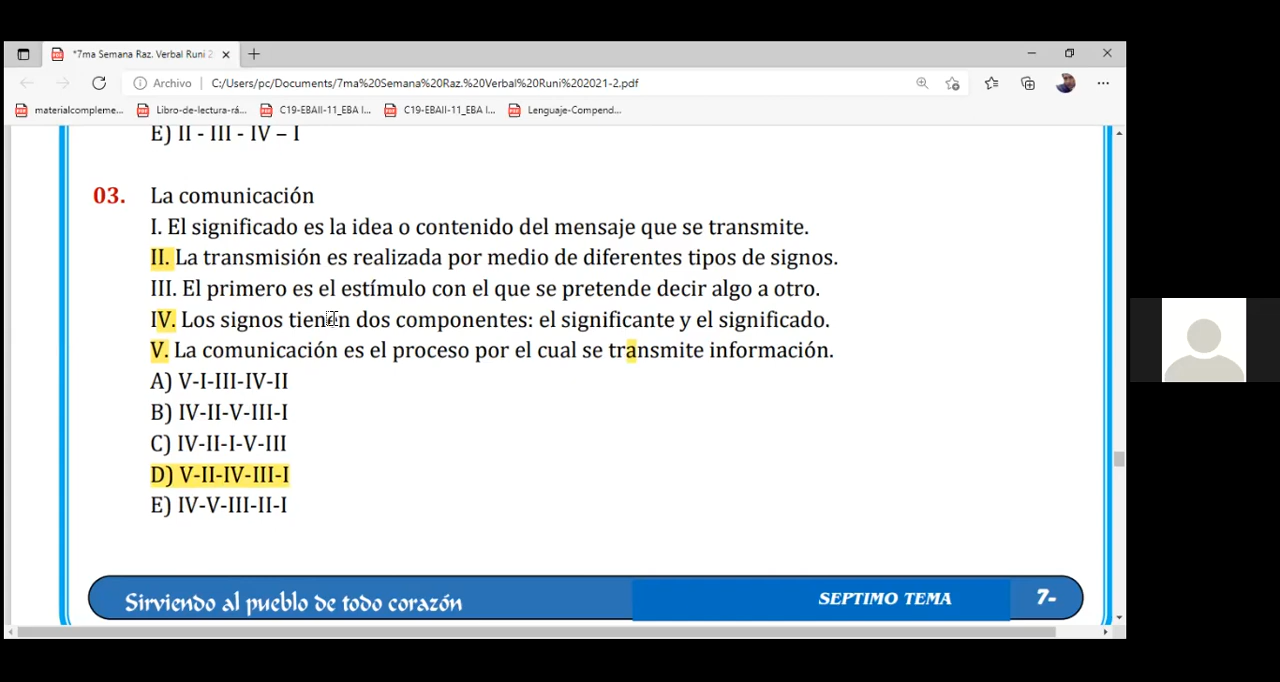 *7ma Semana Raz. Verbal Runi 2
Archivo | C:/Users/pc/Documents/7ma%20Semana%20Raz.%20Verbal%20Runi%202021-2.pdf
materialcompleme... Libro-de-lectura-rá... C19-EBAII-11_EBA I... C19-EBAII-11_EBA I... Lenguaje-Compend...
E) II - III - IV – I
03. La comunicación
I. El significado es la idea o contenido del mensaje que se transmite.
II. La transmisión es realizada por medio de diferentes tipos de signos.
III. El primero es el estímulo con el que se pretende decir algo a otro.
IV. Los signos tienen dos componentes: el significante y el significado.
V. La comunicación es el proceso por el cual se transmite información.
A) V-I-III-IV-II
B) IV-II-V-III-I
C) IV-II-I-V-III
D) V-II-IV-III-I
E) IV-V-III-II-I
Sirviendo al pueblo de todo corazón SEPTIMO TEMA 7-